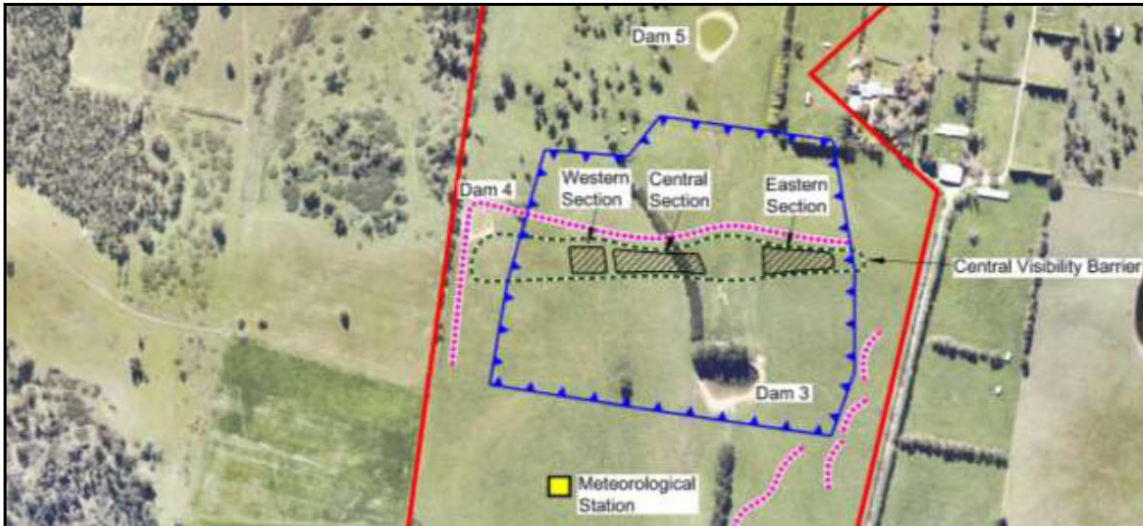 Dam 5
Western
Section
Central
Section
Eastern
Section
Dam 4
Central Visibility Barrier
Dam 3
Meteorological
Station